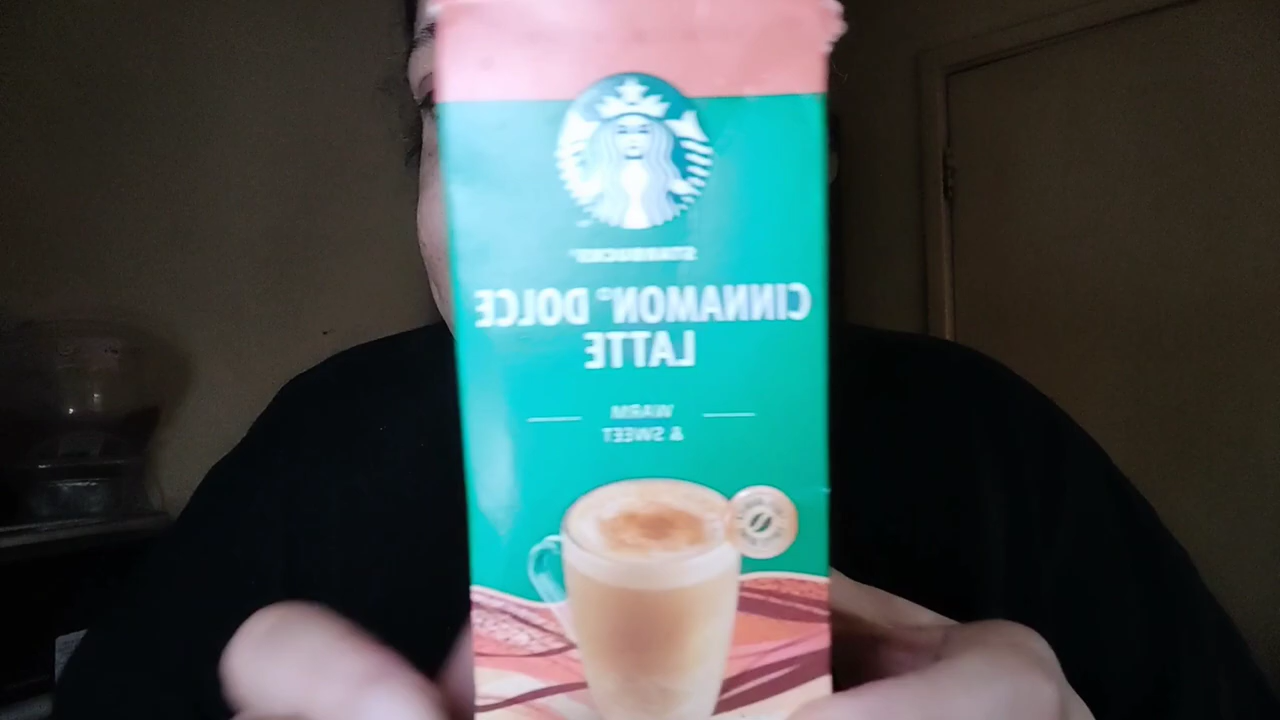 STARBUCKS®
CINNAMON° DOLCE
LATTE
WARM
& SWEET